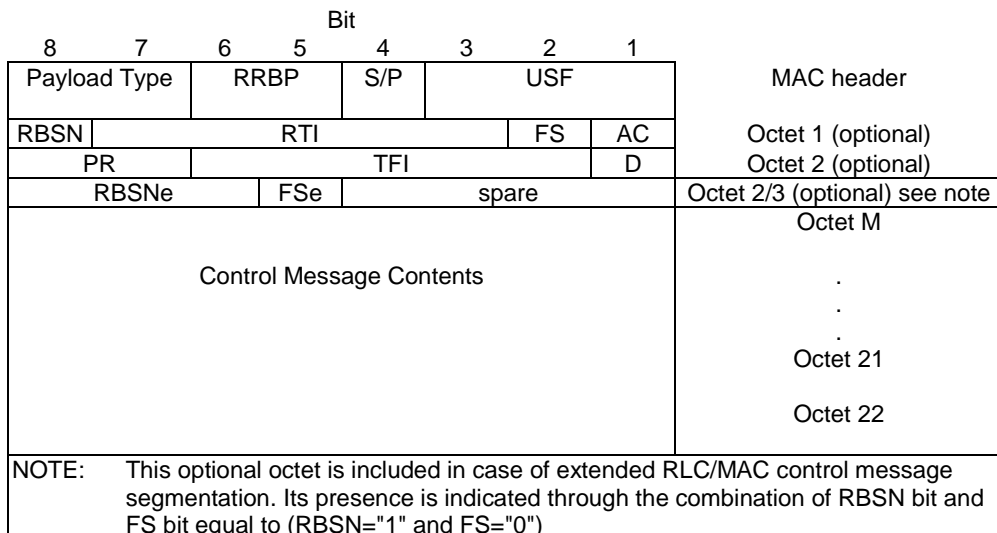 Bit
8 7 6 5 4 3 2 1
Payload Type RRBP S/P USF MAC header
RBSN RTI FS AC Octet 1 (optional)
PR TFI D Octet 2 (optional)
RBSNe FSe spare Octet 2/3 (optional) see note
Octet M
Control Message Contents .
.
.
Octet 21
Octet 22
NOTE: This optional octet is included in case of extended RLC/MAC control message
segmentation. Its presence is indicated through the combination of RBSN bit and
FS bit equal to (RBSN="1" and FS="0")